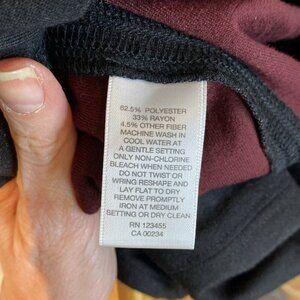 62.5% POLYESTER
33% RAYON
4.5% OTHER FIBER
MACHINE WASH IN
COOL WATER AT
A GENTLE SETTING
ONLY NON-CHLORINE
BLEACH WHEN NEEDED
DO NOT TWIST OR
WRING RESHAPE AND
LAY FLAT TO DRY
REMOVE PROMPTLY
IRON AT MEDIUM
SETTING OR DRY CLEAN
RN 123455
CA 00234